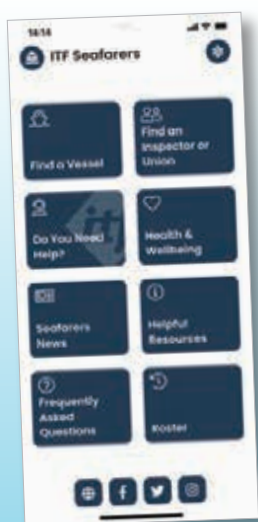 14:14
ITF Seafarers
Find a Vessel
Find an
Inspector or
Union
Do You Need
Help?
itf
Health &
Wellbeing
Seafarers
News
Helpful
Resources
Frequently
Asked
Questions
Roster